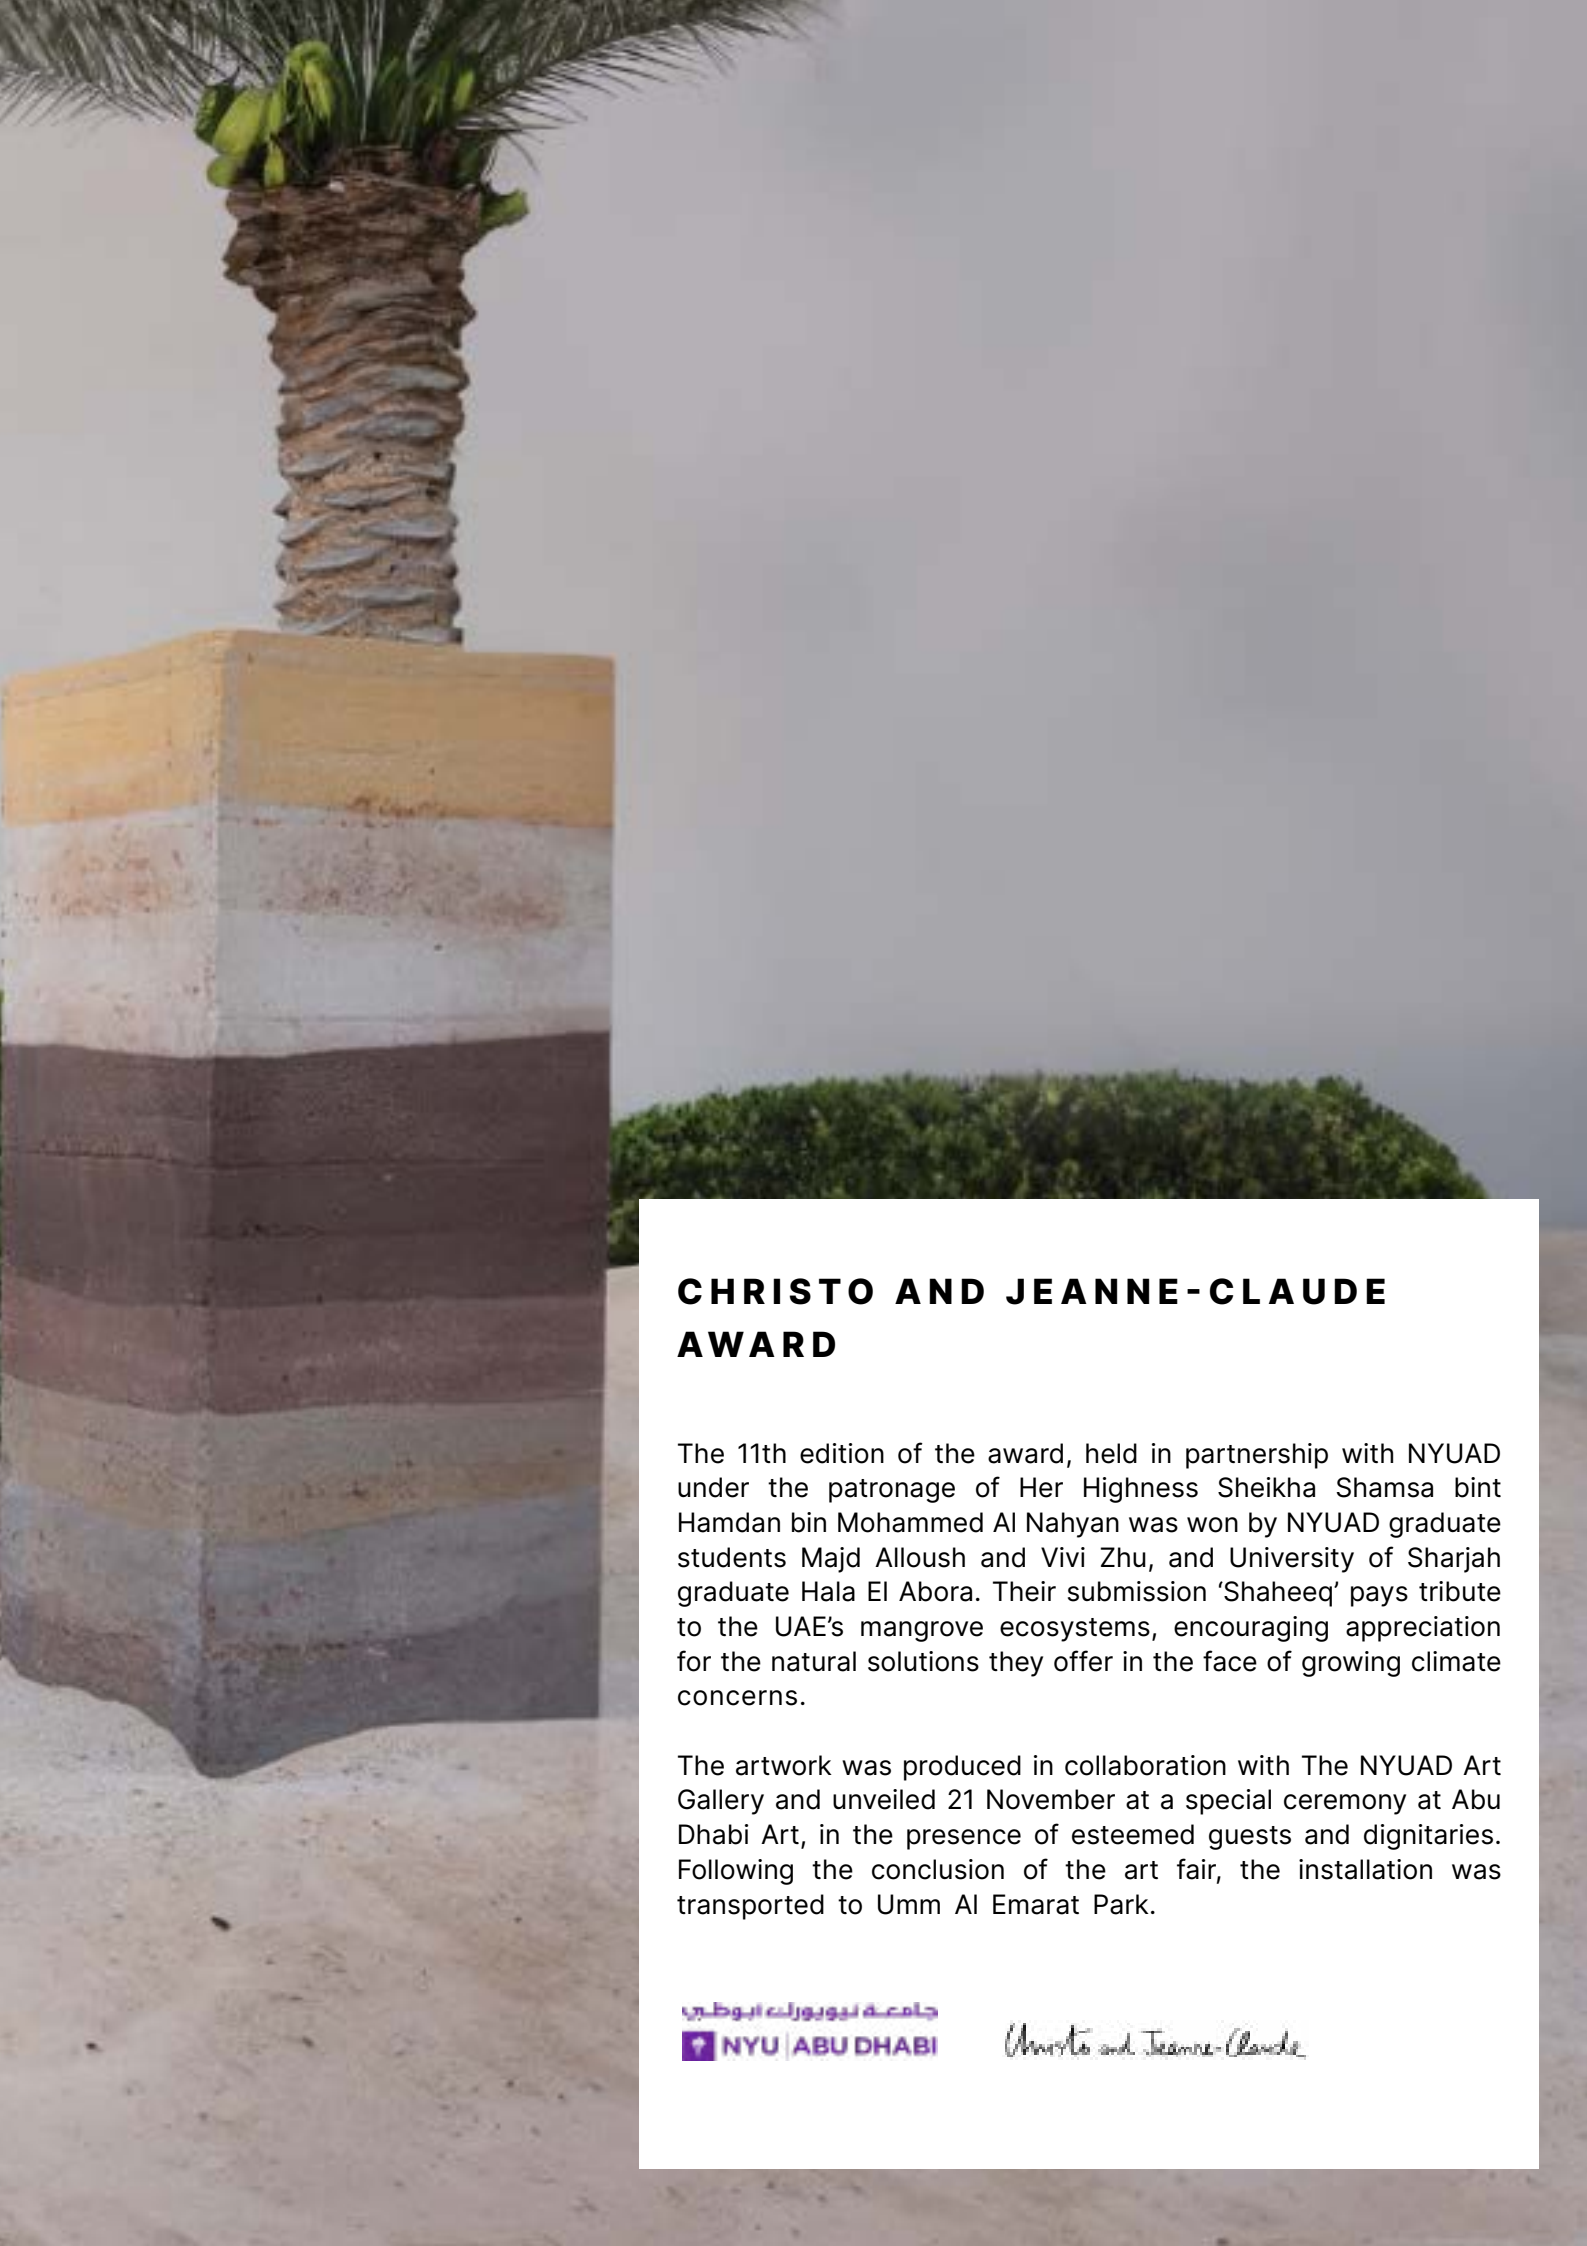 CHRISTO AND JEANNE-CLAUDE
AWARD
The 11th edition of the award, held in partnership with NYUAD
under the patronage of Her Highness Sheikha Shamsa bint
Hamdan bin Mohammed Al Nahyan was won by NYUAD graduate
students Majd Alloush and Vivi Zhu, and University of Sharjah
graduate Hala El Abora. Their submission ‘Shaheeq’ pays tribute
to the UAE’s mangrove ecosystems, encouraging appreciation
for the natural solutions they offer in the face of growing climate
concerns.
The artwork was produced in collaboration with The NYUAD Art
Gallery and unveiled 21 November at a special ceremony at Abu
Dhabi Art, in the presence of esteemed guests and dignitaries.
Following the conclusion of the art fair, the installation was
transported to Umm Al Emarat Park.
جامعة نيويورك أبوظبي
NYU ABU DHABI
Christo and Jeanne-Claude